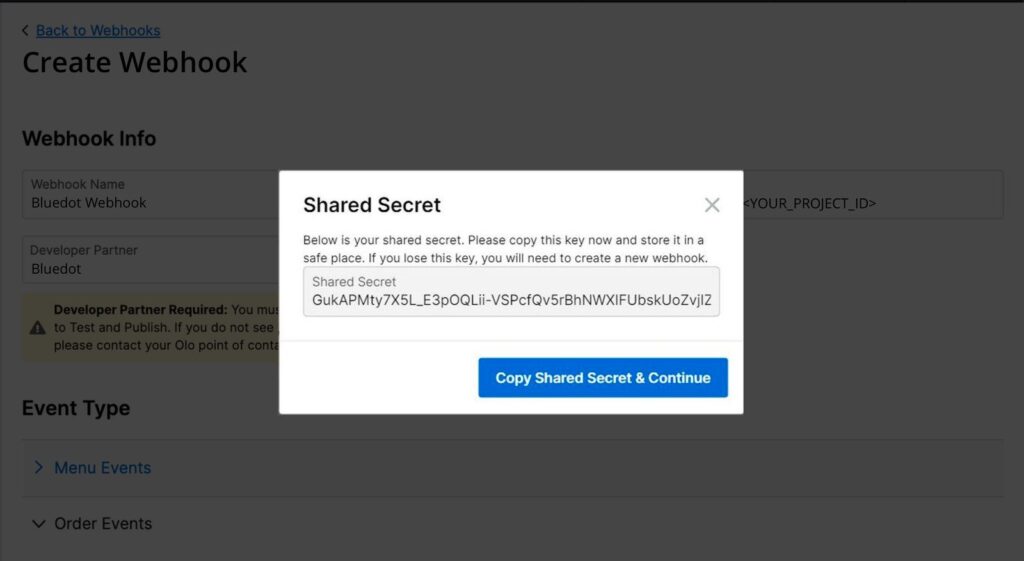 Back to Webhooks
Create Webhook
Webhook Info
Webhook Name
Bluedot Webhook
<YOUR_PROJECT_ID>
Developer Partner
Bluedot
Developer Partner Required: You mus
to Test and Publish. If you do not see
please contact your Olo point of conta
Shared Secret
Below is your shared secret. Please copy this key now and store it in a
safe place. If you lose this key, you will need to create a new webhook.
Shared Secret
GukAPMty7X5L_E3pOQLii-VSPcfQv5rBhNWXIFUbskUoZvjIZ
Copy Shared Secret & Continue
Event Type
Menu Events
Order Events